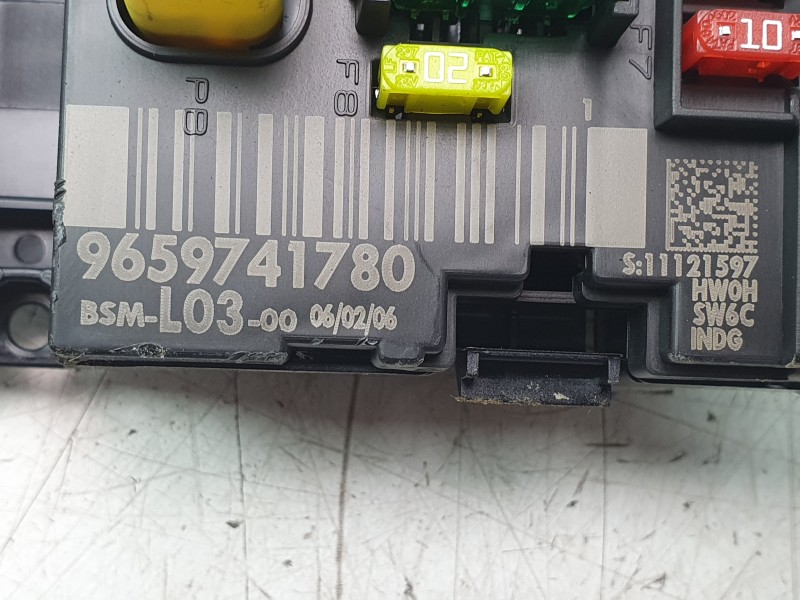 10
20
F7
F8
P8
1
9659741780
BSM-L03-00 06/02/06
S:11121597
HW0H
SW6C
INDG